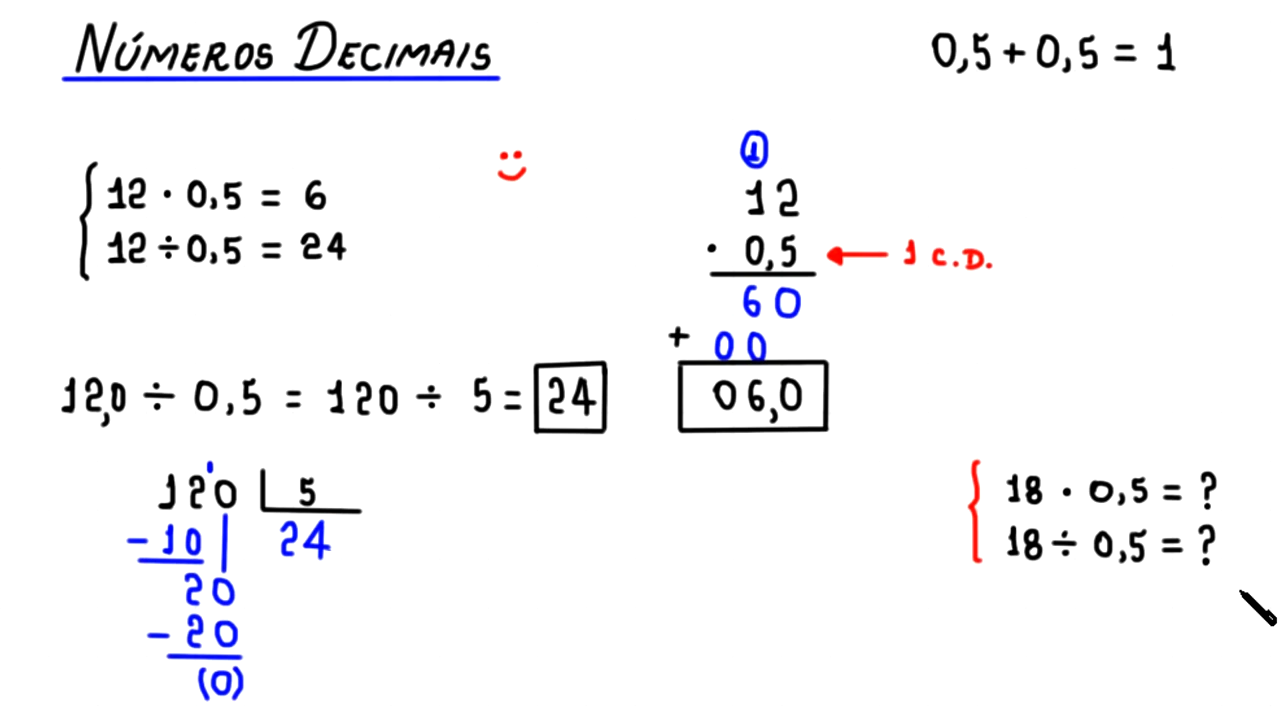 NÚMEROS DECIMAIS
0,5 + 0,5 = 1
12 · 0,5 = 6
12 ÷ 0,5 = 24
1
12
· 0,5 ← 1 C.D.
60
+ 00
06,0
12,0 ÷ 0,5 = 120 ÷ 5 = 24
120 5
- 10 24
20
- 20
(0)
18 · 0,5 = ?
18 ÷ 0,5 = ?